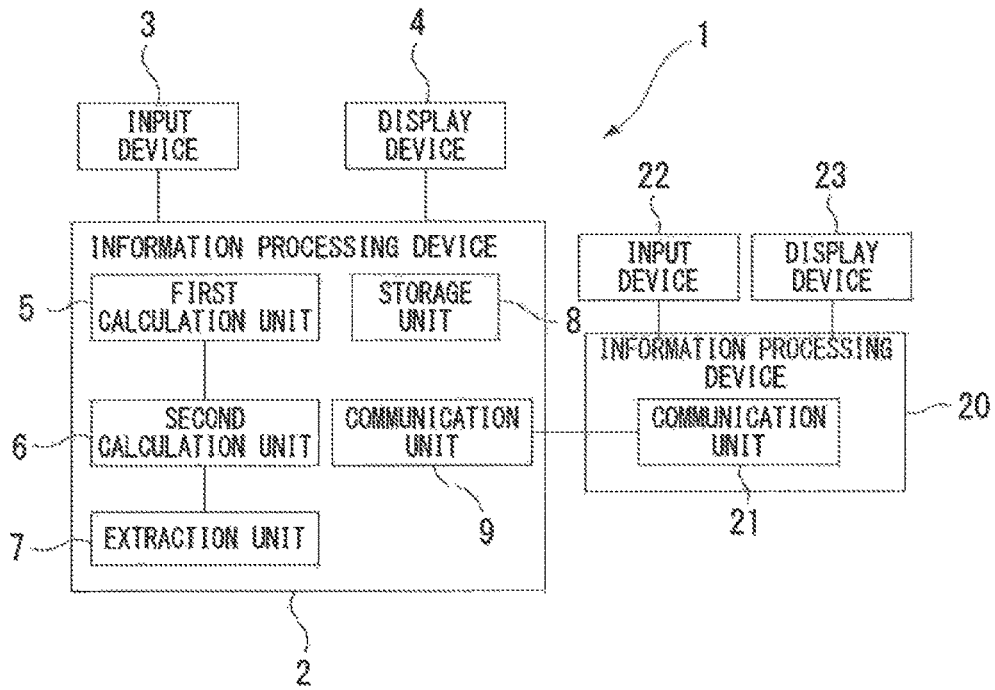 3
4
1
INPUT
DEVICE
DISPLAY
DEVICE
22
23
INPUT
DEVICE
DISPLAY
DEVICE
INFORMATION PROCESSING DEVICE
5
FIRST
CALCULATION UNIT
STORAGE
UNIT
8
INFORMATION PROCESSING
DEVICE
20
6
SECOND
CALCULATION UNIT
COMMUNICATION
UNIT
COMMUNICATION
UNIT
9
21
7
EXTRACTION UNIT
2